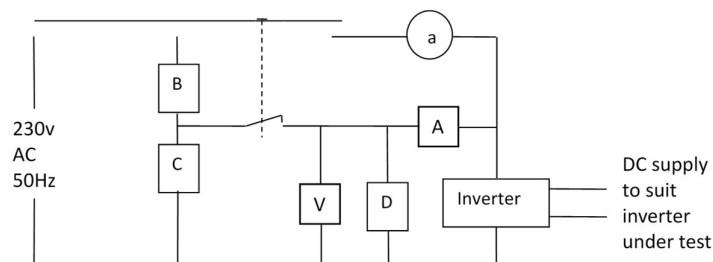 a
B
230v
AC
50Hz
A
C
V
D
Inverter
DC supply
to suit
inverter
under test